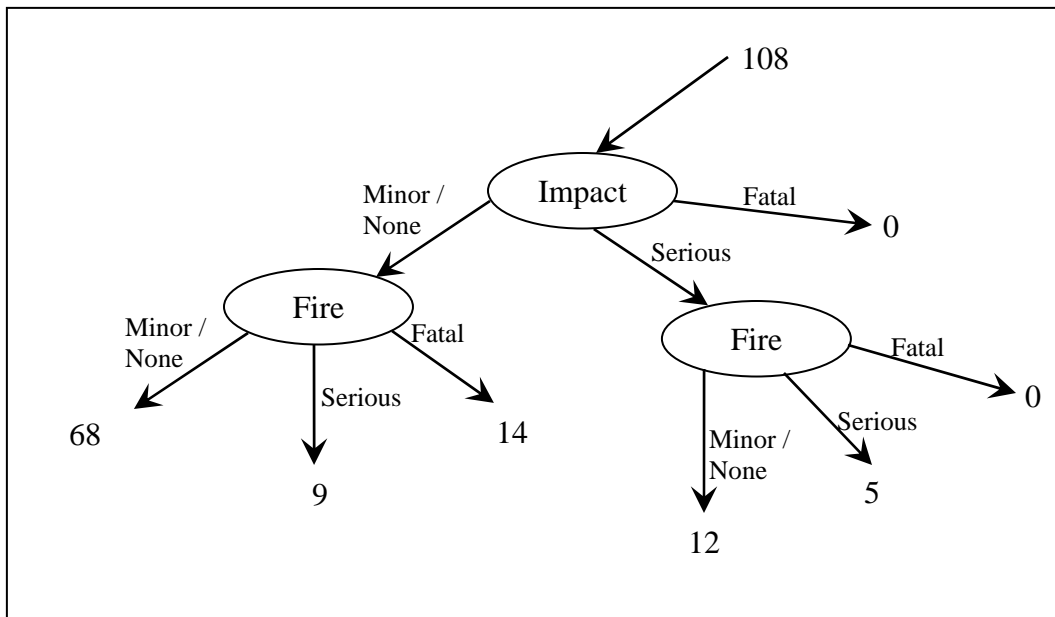 108
Impact
Minor /
None
Fatal
0
Serious
Fire
Minor /
None
Serious
Fatal
68
9
14
Fire
Fatal
0
Serious
Minor /
None
5
12